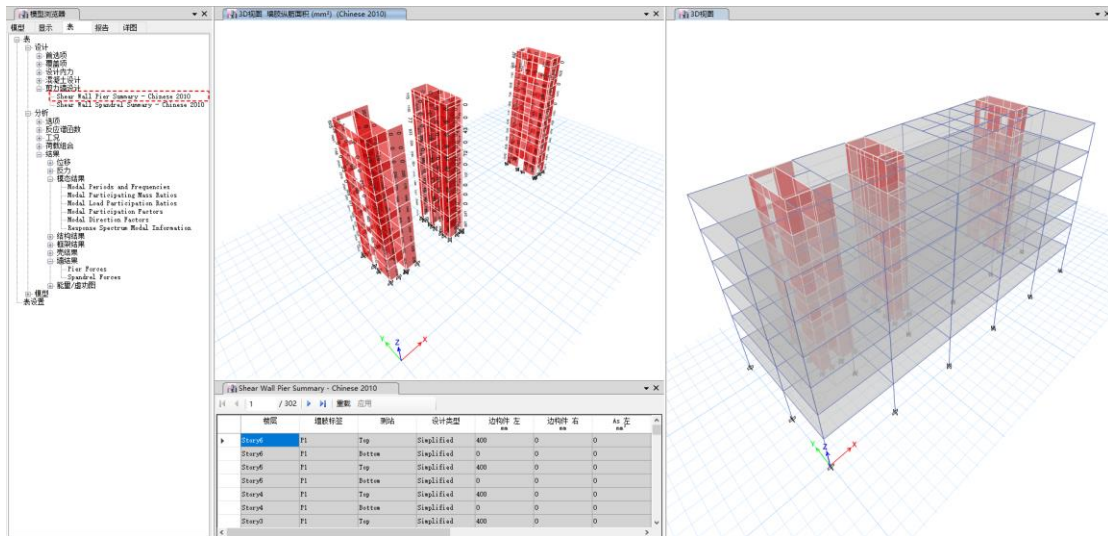 模型浏览器
模型 显示 表 报告 详图
表
设计
首选项
覆盖项
设计内力
混凝土设计
剪力墙设计
Shear Wall Pier Summary - Chinese 2010
Shear Wall Spandrel Summary - Chinese 2010
分析
选项
反应谱函数
工况
荷载组合
结果
位移
反力
模态结果
Modal Periods and Frequencies
Modal Participating Mass Ratios
Modal Load Participation Ratios
Modal Participation Factors
Modal Direction Factors
Response Spectrum Modal Information
结构结果
框架结果
壳结果
墙结果
Pier Forces
Spandrel Forces
能量/虚功图
模型
表设置
3D视图 墙肢纵筋面积 (mm²) (Chinese 2010)
Y Z X
Shear Wall Pier Summary - Chinese 2010
1 / 302 重载 应用
楼层 墙肢标签 测站 设计类型 边构件 左 mm 边构件 右 mm As 左 mm²
Story6 P1 Top Simplified 400 0 0
Story6 P1 Bottom Simplified 0 0 0
Story5 P1 Top Simplified 400 0 0
Story5 P1 Bottom Simplified 0 0 0
Story4 P1 Top Simplified 400 0 0
Story4 P1 Bottom Simplified 0 0 0
Story3 P1 Top Simplified 400 0 0
3D视图
Y Z X